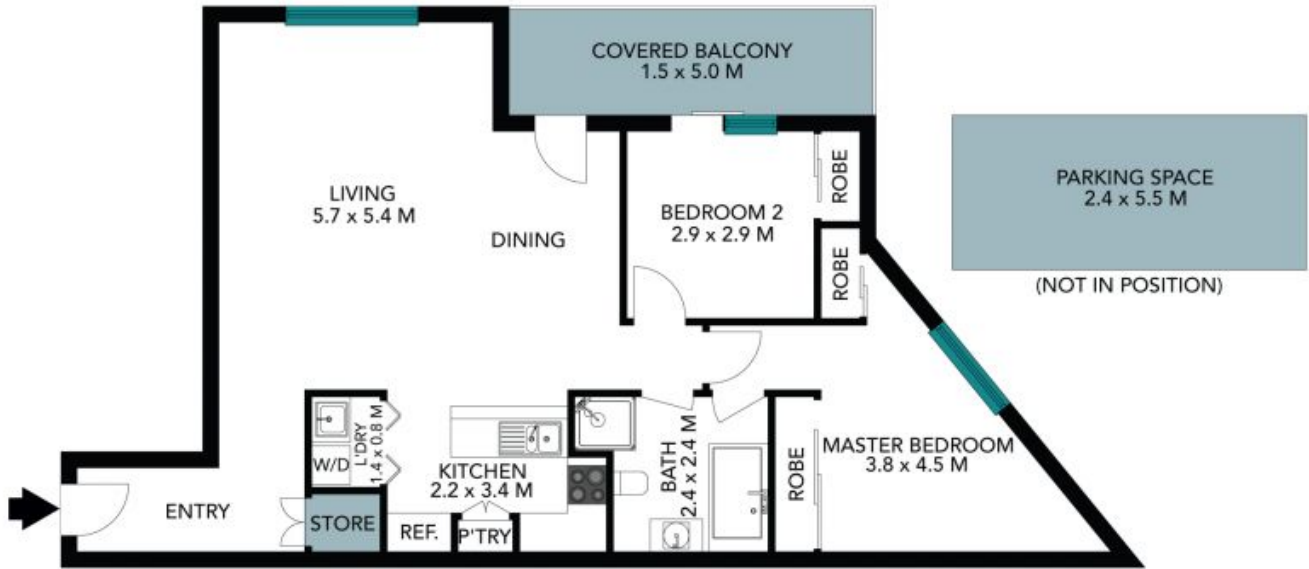 COVERED BALCONY
1.5 x 5.0 M
PARKING SPACE
2.4 x 5.5 M
(NOT IN POSITION)
LIVING
5.7 x 5.4 M
DINING
BEDROOM 2
2.9 x 2.9 M
ROBE
ROBE
L'DRY
1.4 x 0.8 M
W/D
KITCHEN
2.2 x 3.4 M
BATH
2.4 x 2.4 M
ROBE
MASTER BEDROOM
3.8 x 4.5 M
ENTRY
STORE
REF.
P'TRY